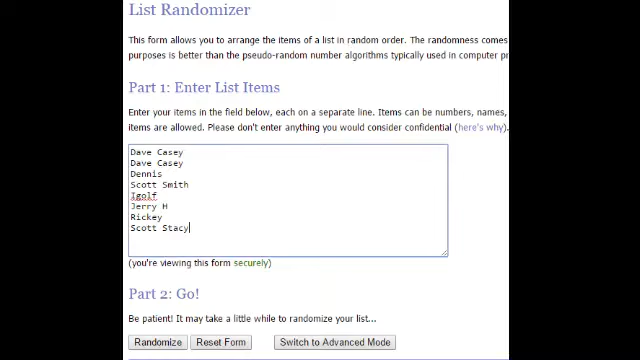 List Randomizer
This form allows you to arrange the items of a list in random order. The randomness comes
purposes is better than the pseudo-random number algorithms typically used in computer pr
Part 1: Enter List Items
Enter your items in the field below, each on a separate line. Items can be numbers, names,
items are allowed. Please don't enter anything you would consider confidential (here's why).
Dave Casey
Dave Casey
Dennis
Scott Smith
Igolf
Jerry H
Rickey
Scott Stacy
(you're viewing this form securely)
Part 2: Go!
Be patient! It may take a little while to randomize your list...
Randomize Reset Form Switch to Advanced Mode